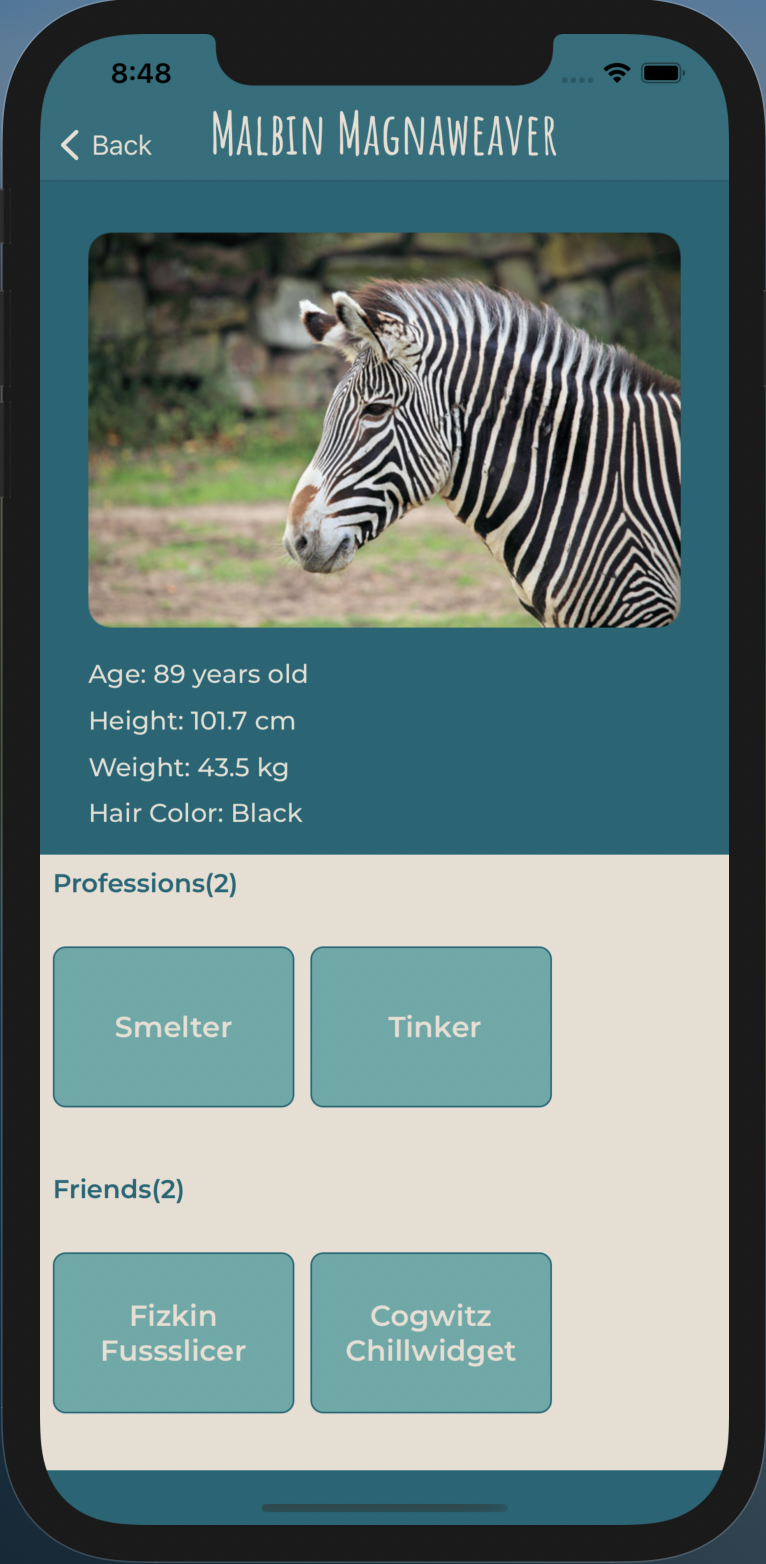 8:48
Back
Malbin Magnaweaver
Age: 89 years old
Height: 101.7 cm
Weight: 43.5 kg
Hair Color: Black
Professions(2)
Smelter
Tinker
Friends(2)
Fizkin
Fussslicer
Cogwitz
Chillwidget